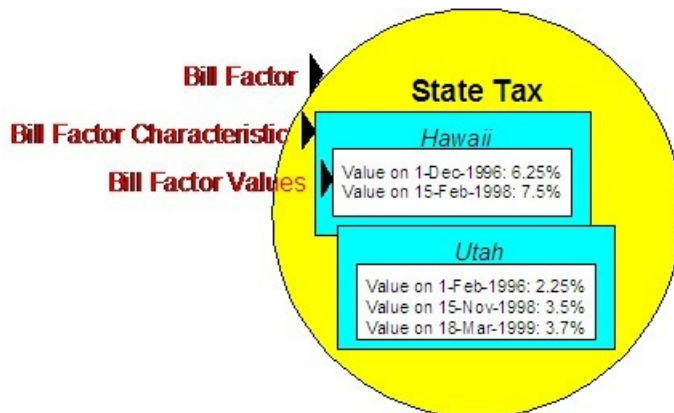 Bill Factor
State Tax
Bill Factor Characteristic
Hawaii
Bill Factor Values
Value on 1-Dec-1996: 6.25%
Value on 15-Feb-1998: 7.5%
Utah
Value on 1-Feb-1996: 2.25%
Value on 15-Nov-1998: 3.5%
Value on 18-Mar-1999: 3.7%